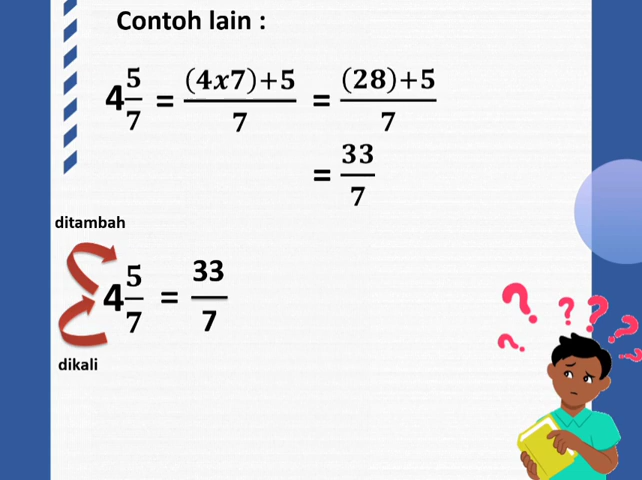 Contoh lain :
4 5/7 = (4x7)+5/7 = (28)+5/7
= 33/7
ditambah
4 5/7 = 33/7
dikali
? ? ? ? ? ?